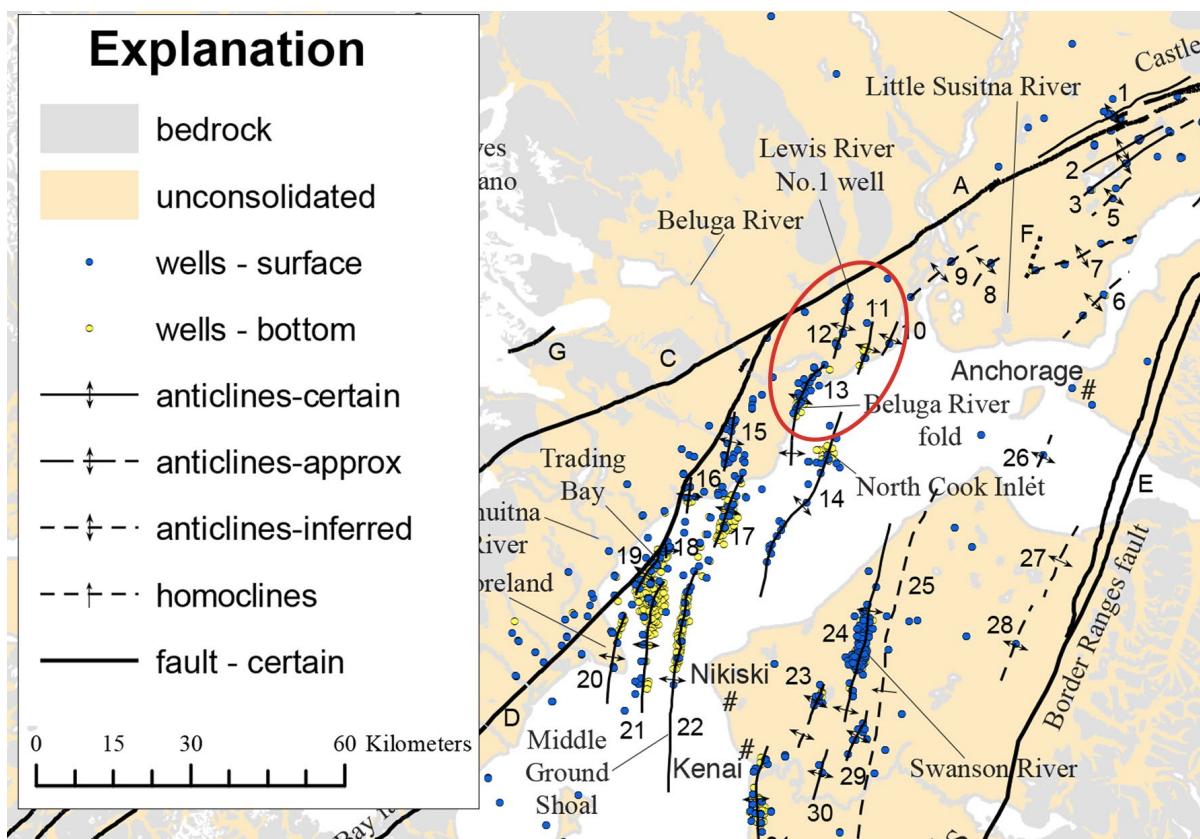 Explanation
bedrock
unconsolidated
wells - surface
wells - bottom
anticlines-certain
anticlines-approx
anticlines-inferred
homoclines
fault - certain
0 15 30 60 Kilometers
Castle
1
Little Susitna River
Lewis River
No.1 well
A
2
3
5
Beluga River
F
7
9
8
6
11
12
10
G
C
13
Anchorage
#
Beluga River
fold
15
Trading
Bay
16
26
E
North Cook Inlet
14
17
18
19
27
25
24
28
20
Nikiski
#
23
21
22
D
Middle
Ground
Shoal
Kenai
#
29
30
Swanson River
Border Ranges fault